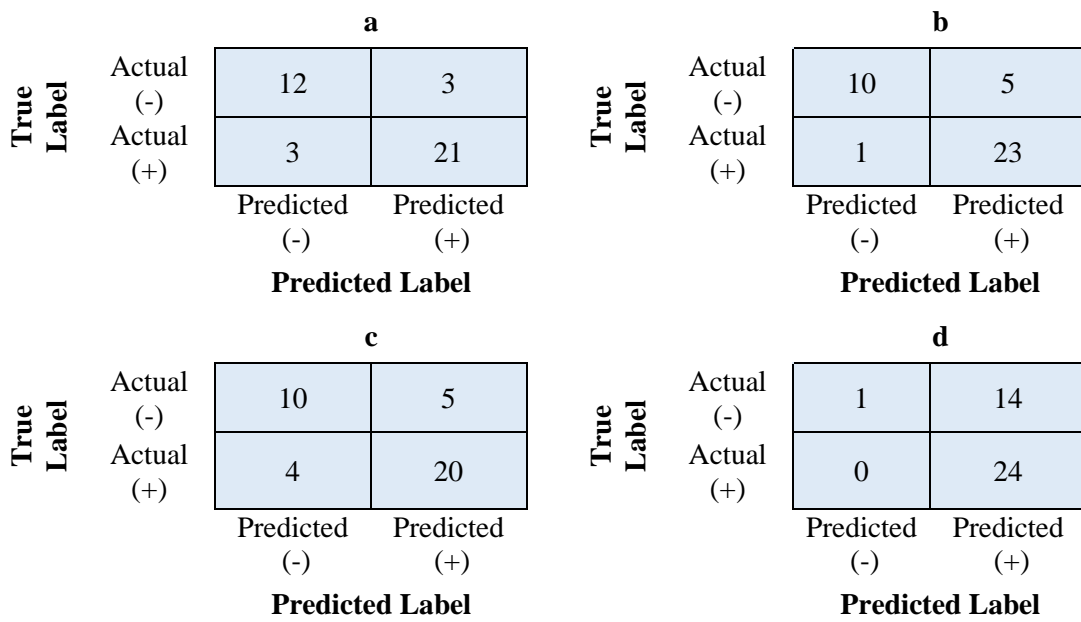 a
True
Label
Actual
(-)
12 3
Actual
(+)
3 21
Predicted Predicted
(-) (+)
Predicted Label
b
True
Label
Actual
(-)
10 5
Actual
(+)
1 23
Predicted Predicted
(-) (+)
Predicted Label
c
True
Label
Actual
(-)
10 5
Actual
(+)
4 20
Predicted Predicted
(-) (+)
Predicted Label
d
True
Label
Actual
(-)
1 14
Actual
(+)
0 24
Predicted Predicted
(-) (+)
Predicted Label